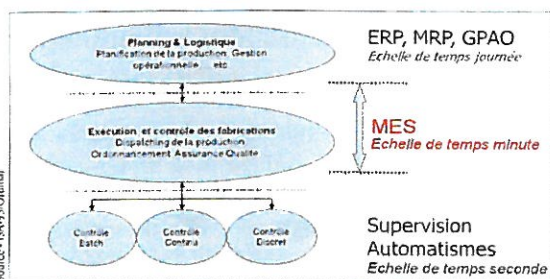 Planning & Logistique
Planification de la production, Gestion
opérationnelle ... etc
ERP, MRP, GPAO
Echelle de temps journée
Exécution et contrôle des fabrications
Dispatching de la production
Ordonnancement Assurance Qualité
MES
Echelle de temps minute
Contrôle
Batch
Contrôle
Continu
Contrôle
Discret
Supervision
Automatismes
Echelle de temps seconde